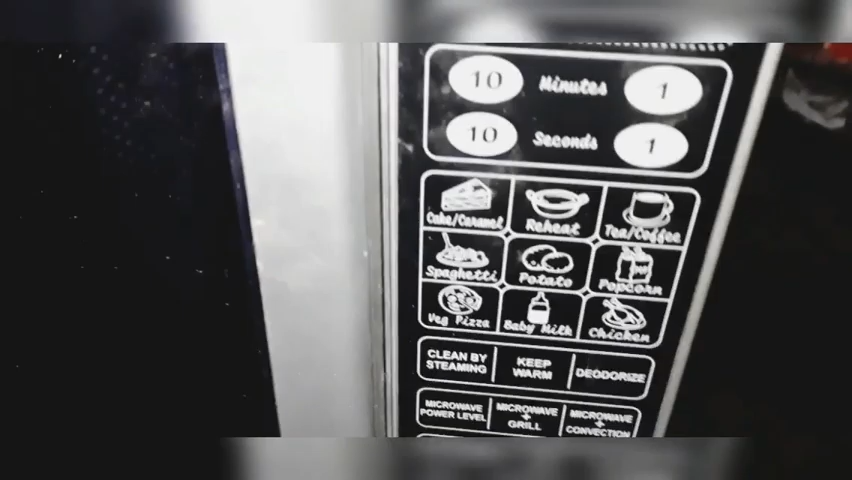 10 Minutes 1
10 Seconds 1
Cake/Caramel Reheat Tea/Coffee
Spaghetti Potato Popcorn
Veg Pizza Baby Milk Chicken
CLEAN BY
STEAMING
KEEP
WARM
DEODORIZE
MICROWAVE
POWER LEVEL
MICROWAVE
+
GRILL
MICROWAVE
+
CONVECTION